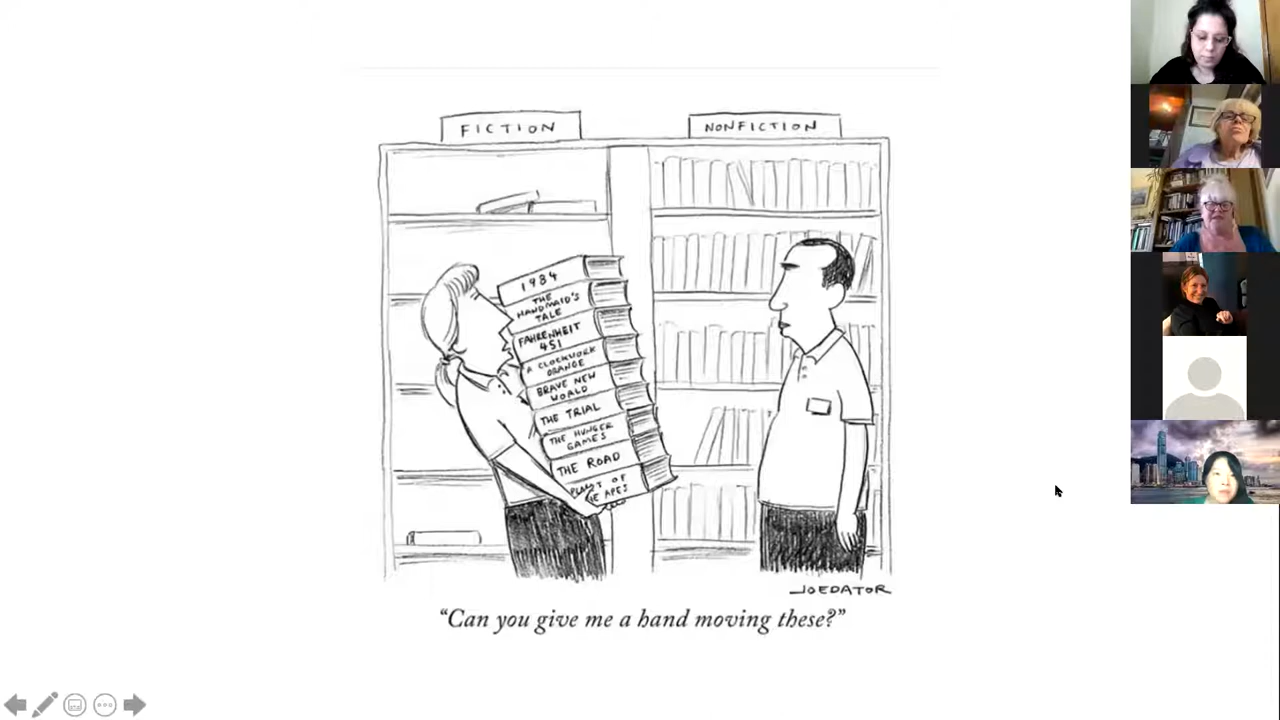 FICTION
NONFICTION
1984
THE
HANDMAID'S
TALE
FAHRENHEIT
451
A CLOCKWORK
ORANGE
BRAVE NEW
WORLD
THE TRIAL
THE HUNGER
GAMES
THE ROAD
PLANET OF
THE APES
JOEDATOR
“Can you give me a hand moving these?”